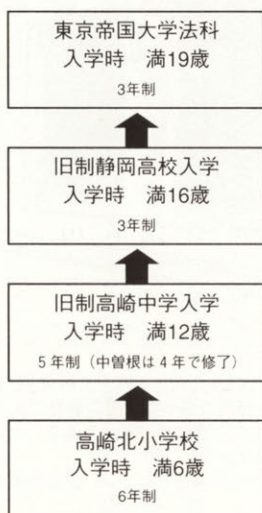 東京帝国大学法科
入学時　満19歳
3年制
旧制静岡高校入学
入学時　満16歳
3年制
旧制高崎中学入学
入学時　満12歳
5年制（中曽根は4年で修了）
高崎北小学校
入学時　満6歳
6年制